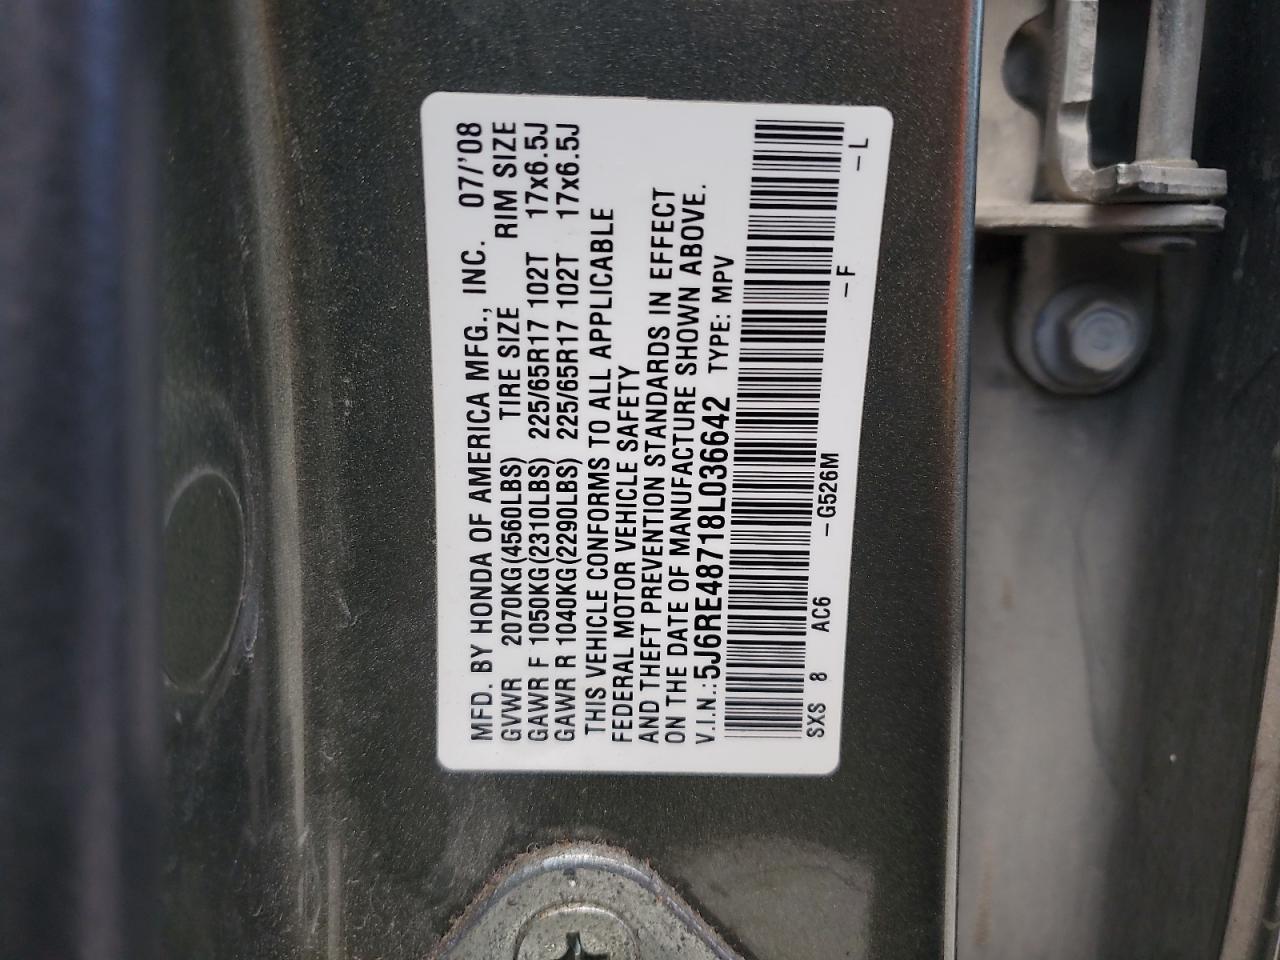 MFD. BY HONDA OF AMERICA MFG., INC. 07/'08
GVWR 2070KG(4560LBS) TIRE SIZE RIM SIZE
GAWR F 1050KG(2310LBS) 225/65R17 102T 17x6.5J
GAWR R 1040KG(2290LBS) 225/65R17 102T 17x6.5J
THIS VEHICLE CONFORMS TO ALL APPLICABLE
FEDERAL MOTOR VEHICLE SAFETY
AND THEFT PREVENTION STANDARDS IN EFFECT
ON THE DATE OF MANUFACTURE SHOWN ABOVE.
V.I.N.:5J6RE48718L036642 TYPE: MPV
SXS 8 AC6 -G526M -F -L